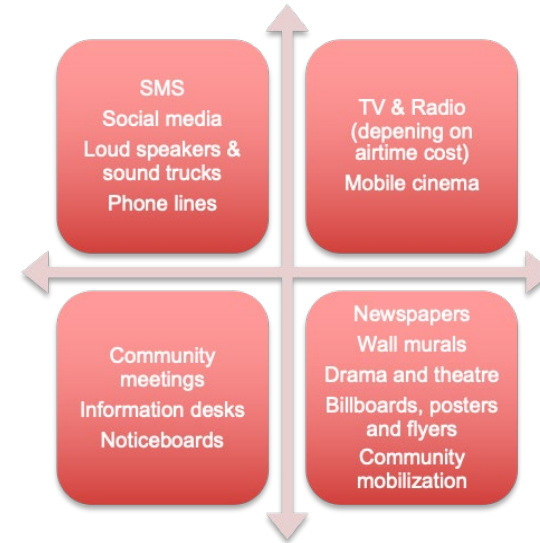 SMS
Social media
Loud speakers &
sound trucks
Phone lines
TV & Radio
(depening on
airtime cost)
Mobile cinema
Community
meetings
Information desks
Noticeboards
Newspapers
Wall murals
Drama and theatre
Billboards, posters
and flyers
Community
mobilization